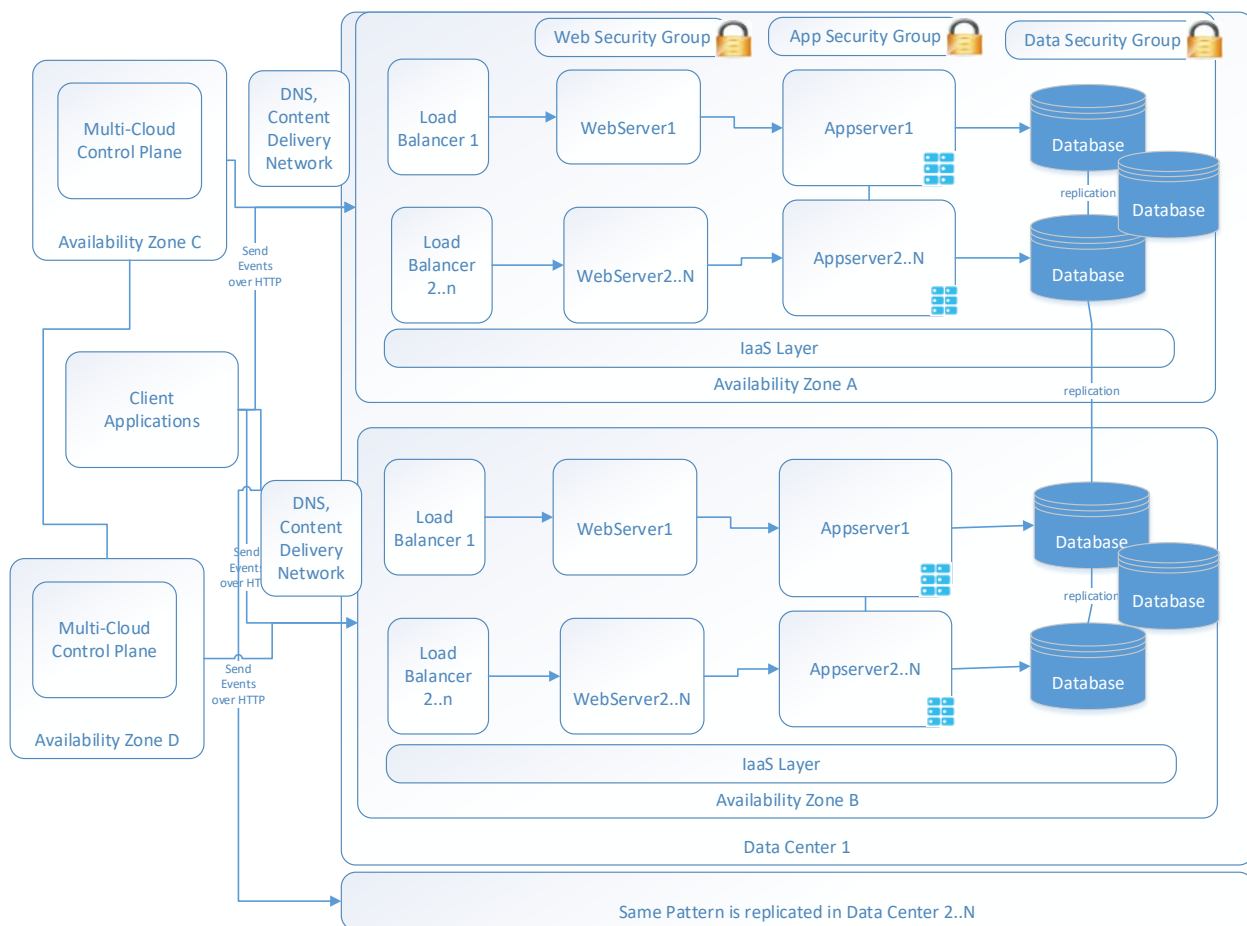 Web Security Group
App Security Group
Data Security Group
Multi-Cloud
Control Plane
Availability Zone C
DNS,
Content
Delivery
Network
Load
Balancer 1
WebServer1
Appserver1
Database
replication
Database
Send
Events
over HTTP
Load
Balancer
2..n
WebServer2..N
Appserver2..N
Database
IaaS Layer
Availability Zone A
Client
Applications
replication
DNS,
Content
Delivery
Network
Send
Event
over HT
Load
Balancer 1
WebServer1
Appserver1
Database
replication
Database
Multi-Cloud
Control Plane
Availability Zone D
Send
Events
over HTTP
Load
Balancer
2..n
WebServer2..N
Appserver2..N
Database
IaaS Layer
Availability Zone B
Data Center 1
Same Pattern is replicated in Data Center 2..N